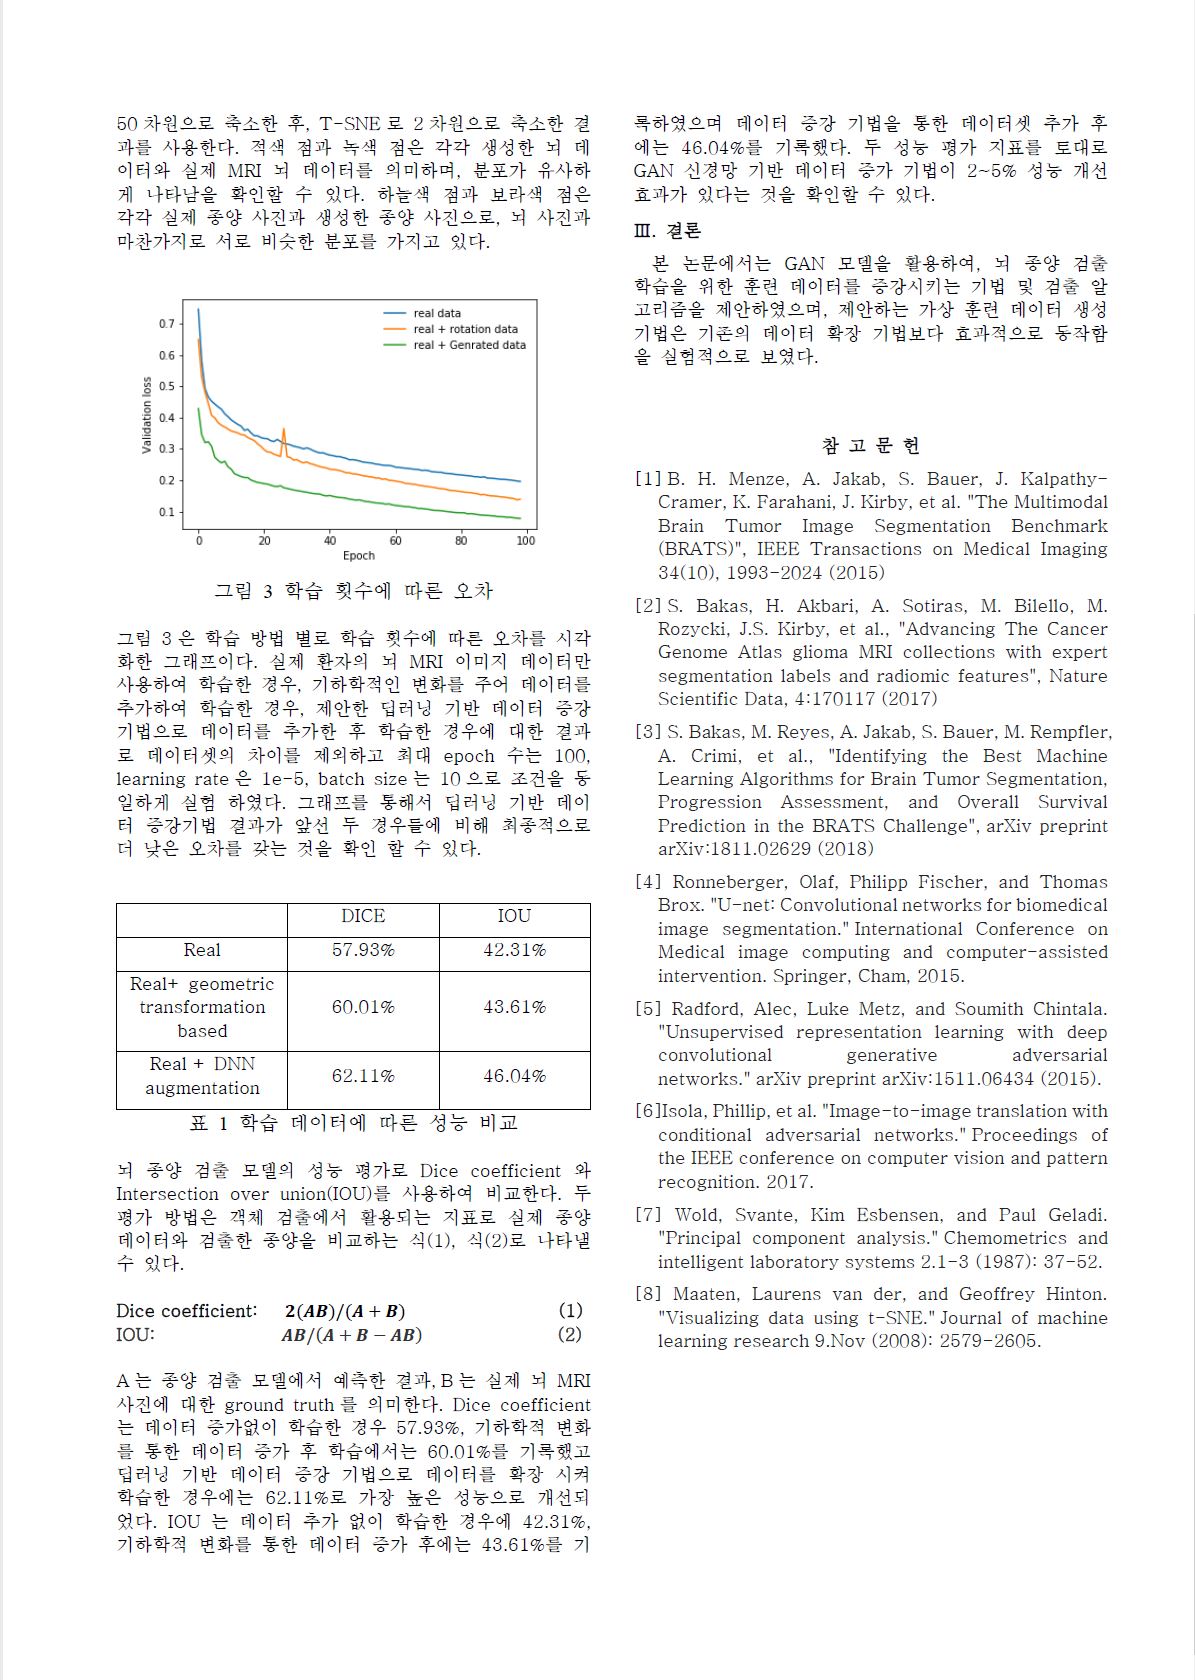 50 차원으로 축소한 후, T-SNE 로 2 차원으로 축소한 결
과를 사용한다. 적색 점과 녹색 점은 각각 생성한 뇌 데
이터와 실제 MRI 뇌 데이터를 의미하며, 분포가 유사하
게 나타남을 확인할 수 있다. 하늘색 점과 보라색 점은
각각 실제 종양 사진과 생성한 종양 사진으로, 뇌 사진과
마찬가지로 서로 비슷한 분포를 가지고 있다.
real data
real + rotation data
real + Genrated data
0.7
0.6
0.5
0.4
0.3
0.2
0.1
Validation loss
0 20 40 60 80 100
Epoch
그림 3 학습 횟수에 따른 오차
그림 3 은 학습 방법 별로 학습 횟수에 따른 오차를 시각
화한 그래프이다. 실제 환자의 뇌 MRI 이미지 데이터만
사용하여 학습한 경우, 기하학적인 변화를 주어 데이터를
추가하여 학습한 경우, 제안한 딥러닝 기반 데이터 증강
기법으로 데이터를 추가한 후 학습한 경우에 대한 결과
로 데이터셋의 차이를 제외하고 최대 epoch 수는 100,
learning rate 은 1e-5, batch size 는 10 으로 조건을 동
일하게 실험 하였다. 그래프를 통해서 딥러닝 기반 데이
터 증강기법 결과가 앞선 두 경우들에 비해 최종적으로
더 낮은 오차를 갖는 것을 확인 할 수 있다.
DICE IOU
Real 57.93% 42.31%
Real+ geometric
transformation
based
60.01% 43.61%
Real + DNN
augmentation
62.11% 46.04%
표 1 학습 데이터에 따른 성능 비교
뇌 종양 검출 모델의 성능 평가로 Dice coefficient 와
Intersection over union(IOU)를 사용하여 비교한다. 두
평가 방법은 객체 검출에서 활용되는 지표로 실제 종양
데이터와 검출한 종양을 비교하는 식(1), 식(2)로 나타낼
수 있다.
Dice coefficient: 2(AB)/(A + B) (1)
IOU: AB/(A + B − AB) (2)
A 는 종양 검출 모델에서 예측한 결과, B 는 실제 뇌 MRI
사진에 대한 ground truth 를 의미한다. Dice coefficient
는 데이터 증가없이 학습한 경우 57.93%, 기하학적 변화
를 통한 데이터 증가 후 학습에서는 60.01%를 기록했고
딥러닝 기반 데이터 증강 기법으로 데이터를 확장 시켜
학습한 경우에는 62.11%로 가장 높은 성능으로 개선되
었다. IOU 는 데이터 추가 없이 학습한 경우에 42.31%,
기하학적 변화를 통한 데이터 증가 후에는 43.61%를 기
록하였으며 데이터 증강 기법을 통한 데이터셋 추가 후
에는 46.04%를 기록했다. 두 성능 평가 지표를 토대로
GAN 신경망 기반 데이터 증가 기법이 2~5% 성능 개선
효과가 있다는 것을 확인할 수 있다.
Ⅲ. 결론
본 논문에서는 GAN 모델을 활용하여, 뇌 종양 검출
학습을 위한 훈련 데이터를 증강시키는 기법 및 검출 알
고리즘을 제안하였으며, 제안하는 가상 훈련 데이터 생성
기법은 기존의 데이터 확장 기법보다 효과적으로 동작함
을 실험적으로 보였다.
참 고 문 헌
[1] B. H. Menze, A. Jakab, S. Bauer, J. Kalpathy-
Cramer, K. Farahani, J. Kirby, et al. "The Multimodal
Brain Tumor Image Segmentation Benchmark
(BRATS)", IEEE Transactions on Medical Imaging
34(10), 1993-2024 (2015)
[2] S. Bakas, H. Akbari, A. Sotiras, M. Bilello, M.
Rozycki, J.S. Kirby, et al., "Advancing The Cancer
Genome Atlas glioma MRI collections with expert
segmentation labels and radiomic features", Nature
Scientific Data, 4:170117 (2017)
[3] S. Bakas, M. Reyes, A. Jakab, S. Bauer, M. Rempfler,
A. Crimi, et al., "Identifying the Best Machine
Learning Algorithms for Brain Tumor Segmentation,
Progression Assessment, and Overall Survival
Prediction in the BRATS Challenge", arXiv preprint
arXiv:1811.02629 (2018)
[4] Ronneberger, Olaf, Philipp Fischer, and Thomas
Brox. "U-net: Convolutional networks for biomedical
image segmentation." International Conference on
Medical image computing and computer-assisted
intervention. Springer, Cham, 2015.
[5] Radford, Alec, Luke Metz, and Soumith Chintala.
"Unsupervised representation learning with deep
convolutional generative adversarial
networks." arXiv preprint arXiv:1511.06434 (2015).
[6]Isola, Phillip, et al. "Image-to-image translation with
conditional adversarial networks." Proceedings of
the IEEE conference on computer vision and pattern
recognition. 2017.
[7] Wold, Svante, Kim Esbensen, and Paul Geladi.
"Principal component analysis." Chemometrics and
intelligent laboratory systems 2.1-3 (1987): 37-52.
[8] Maaten, Laurens van der, and Geoffrey Hinton.
"Visualizing data using t-SNE." Journal of machine
learning research 9.Nov (2008): 2579-2605.